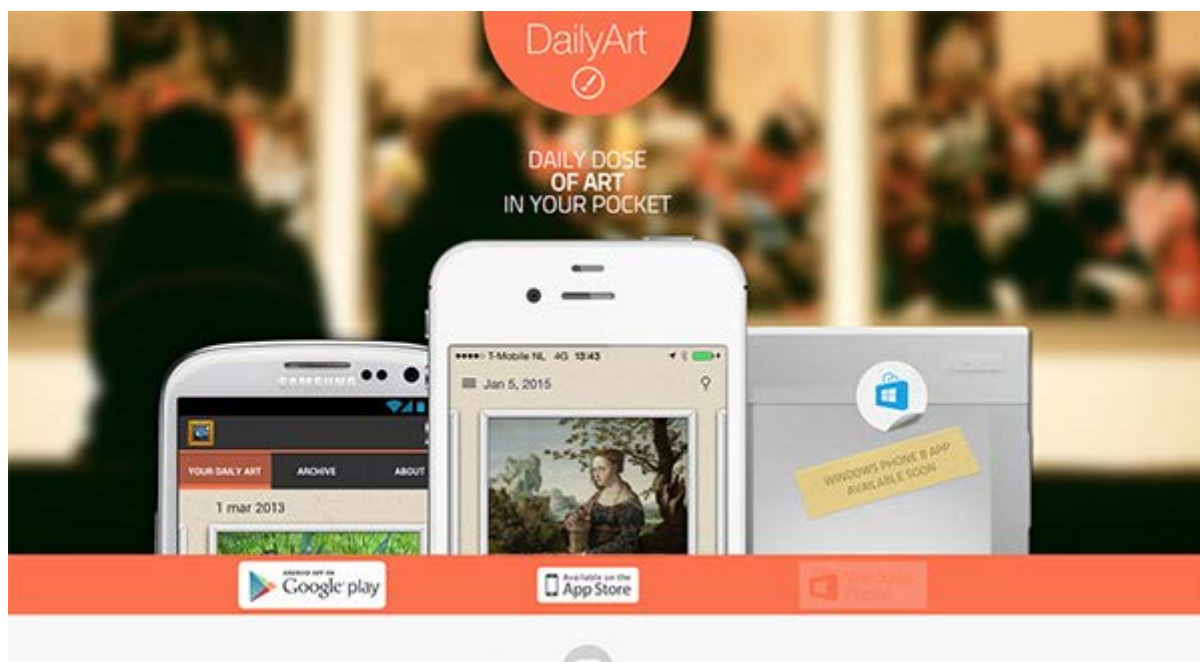 DailyArt
DAILY DOSE
OF ART
IN YOUR POCKET
SAMSUNG
T-Mobile NL 4G 13:43
Jan 5, 2015
YOUR DAILY ART ARCHIVE ABOUT
1 mar 2013
WINDOWS PHONE 8 APP
AVAILABLE SOON
ANDROID APP ON
Google play
Available on the
App Store
Windows
Phone